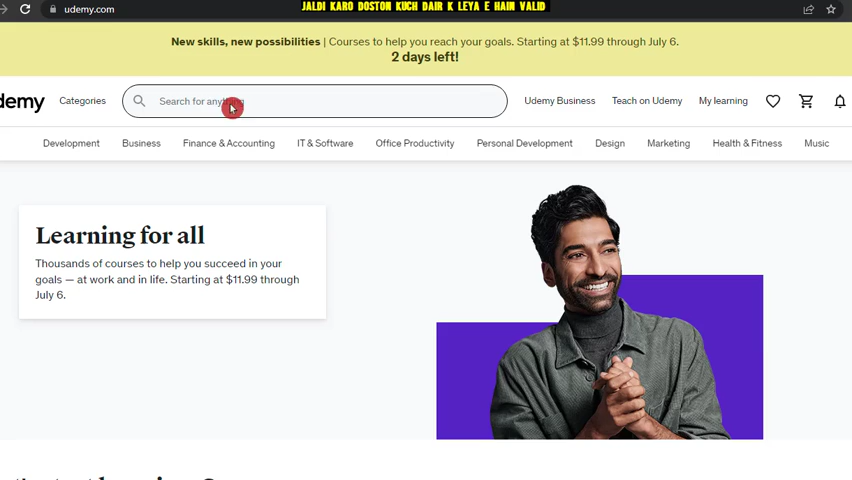 JALDI KARO DOSTON KUCH DAIR K LEYA E HAIN VALID
udemy.com
New skills, new possibilities | Courses to help you reach your goals. Starting at $11.99 through July 6.
2 days left!
demy Categories Search for anything Udemy Business Teach on Udemy My learning
Development Business Finance & Accounting IT & Software Office Productivity Personal Development Design Marketing Health & Fitness Music
Learning for all
Thousands of courses to help you succeed in your
goals — at work and in life. Starting at $11.99 through
July 6.